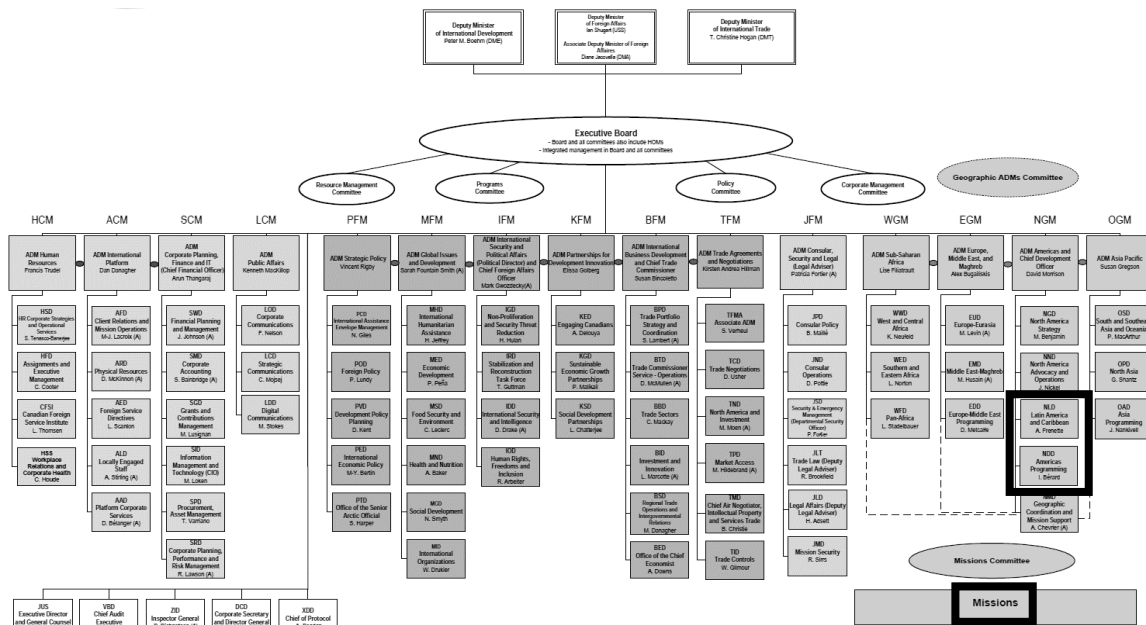 Deputy Minister
of International Development
Peter M. Boehm (DME)
Deputy Minister
of Foreign Affairs
Ian Shugart (USS)
Associate Deputy Minister of Foreign
Affaires
Diane Jacovella (DMA)
Deputy Minister
of International Trade
T. Christine Hogan (DMT)
Executive Board
- Board and all committees also include HOMs
- Integrated management in Board and all committees
Resource Management
Committee
Programs
Committee
Policy
Committee
Corporate Management
Committee
Geographic ADMs Committee
HCM
ADM Human
Resources
Francis Trudel
HSD
HR Corporate Strategies
and Operational
Services
HFD
Assignments and
Executive
Management
C. Cooter
CFSI
Canadian Foreign
Service Institute
L. Thomsen
HSS
Workplace
Relations and
Corporate Health
C. Houde
ACM
ADM International
Platform
Dan Danagher
AFD
Client Relations and
Mission Operations
M-J. Lacroix (A)
ARD
Physical Resources
D. McKinnon (A)
AED
Foreign Service
Directives
L. Scanlon
ALD
Locally Engaged
Staff
A. Stirling (A)
AAD
Platform Corporate
Services
D. Bélanger (A)
SCM
ADM
Corporate Planning,
Finance and IT
(Chief Financial Officer)
Arun Thangaraj
SWD
Financial Planning and
Management
J. Johnson (A)
SMD
Corporate
Accounting
S. Bainbridge (A)
SGD
Grants and
Contributions
Management
M. Lusignan
SID
Information
Management and
Technology (CIO)
M. Loken
SPD
Procurement,
Asset Management
T. Varriano
SRD
Corporate Planning,
Performance and
Risk Management
R. Lawson (A)
LCM
ADM
Public Affairs
Kenneth MacKillop
LOD
Corporate
Communications
P. Nelson
LCD
Strategic
Communications
C. Mojsej
LDD
Digital
Communications
M. Stokes
PFM
ADM Strategic Policy
Vincent Rigby
PCD
International Assistance
Envelope Management
N. Giles
POD
Foreign Policy
P. Lundy
PVD
Development Policy
Planning
D. Kent
PED
International
Economic Policy
M-Y. Bertin
PTD
Office of the Senior
Arctic Official
S. Harper
MFM
ADM Global Issues
and Development
Sarah Fountain Smith (A)
MHD
International
Humanitarian
Assistance
H. Jeffrey
MED
Economic
Development
P. Peña
MSD
Food Security and
Environment
C. Leclerc
MND
Health and Nutrition
A. Baker
MGD
Social Development
N. Smyth
MID
International
Organizations
W. Drukier
IFM
ADM International
Security and
Political Affairs
(Political Director) and
Chief Foreign Affairs
Officer
Mark Gwozdecky(A)
IGD
Non-Proliferation
and Security Threat
Reduction
H. Hulan
IRD
Stabilization and
Reconstruction
Task Force
T. Guttman
IDD
International Security
and Intelligence
D. Drake (A)
IOD
Human Rights,
Freedoms and
Inclusion
R. Arbeiter
KFM
ADM Partnerships for
Development Innovation
Elissa Golberg
KED
Engaging Canadians
A. Delouya
KGD
Sustainable
Economic Growth
Partnerships
KSD
Social Development
Partnerships
L. Chatterjee
BFM
ADM International
Business Development
and Chief Trade
Commissioner
Susan Bincoletto
BPD
Trade Portfolio
Strategy and
Coordination
S. Lambert (A)
BTD
Trade Commissioner
Service - Operations
D. McMullen (A)
BBD
Trade Sectors
C. Mackay
BID
Investment and
Innovation
L. Marcotte (A)
BSD
Regional Trade
Operations and
Intergovernmental
Relations
M. Danagher
BED
Office of the Chief
Economist
A. Downs
TFM
ADM Trade Agreements
and Negotiations
Kirsten Andrea Hillman
TFMA
Associate ADM
S. Verheul
TCD
Trade Negotiations
D. Usher
TND
North America and
Investment
M. Moen (A)
TPD
Market Access
M. Hildebrand (A)
TMD
Chief Air Negotiator,
Intellectual Property
and Services Trade
B. Christie
TID
Trade Controls
W. Gilmour
JFM
ADM Consular,
Security and
Legal (Legal
Adviser)
Patricia Fortier (A)
JPD
Consular Policy
B. Mailé
JND
Consular
Operations
D. Pottie
JSD
Security & Emergency
Management
(Departmental
Security Officer)
P. Fortier
JLT
Trade Law (Deputy
Legal Adviser)
R. Brookfield
JLD
Legal Affairs (Deputy
Legal Adviser)
H. Adsett
JMD
Mission Security
R. Sirrs
WGM
ADM Sub-Saharan
Africa
Lise Filiatrault
WWD
West and Central
Africa
K. Neufeld
WED
Southern and
Eastern Africa
L. Norton
WFD
Pan-Africa
L. Stadelbauer
EGM
ADM Europe,
Middle East, and
Maghreb
Alex Bugailiskis
EUD
Europe-Eurasia
M. Levin (A)
EMD
Middle East-Maghreb
M. Husain (A)
EDD
Europe-Middle East
Programming
D. Metcalfe
NGM
ADM Americas and
Chief Development
Officer
David Morrison
NGD
North America
Strategy
M. Benjamin
NND
North America
Advocacy and
Operations
J. Nickel
NLD
Latin America
and Caribbean
A. Frenette
NDD
Americas
Programming
I. Bérard
NMD
Geographic
Coordination and
Mission Support
A. Chevrier (A)
OGM
ADM Asia Pacific
Susan Gregson
OSD
South and Southeast
Asia and Oceania
P. MacArthur
OPD
North Asia
G. Shantz
OAD
Asia
Programming
J. Nankivell
Missions Committee
Missions
JUS
Executive Director
and General Counsel
VBD
Chief Audit
Executive
ZID
Inspector General
DCD
Corporate Secretary
and Director General
XDD
Chief of Protocol